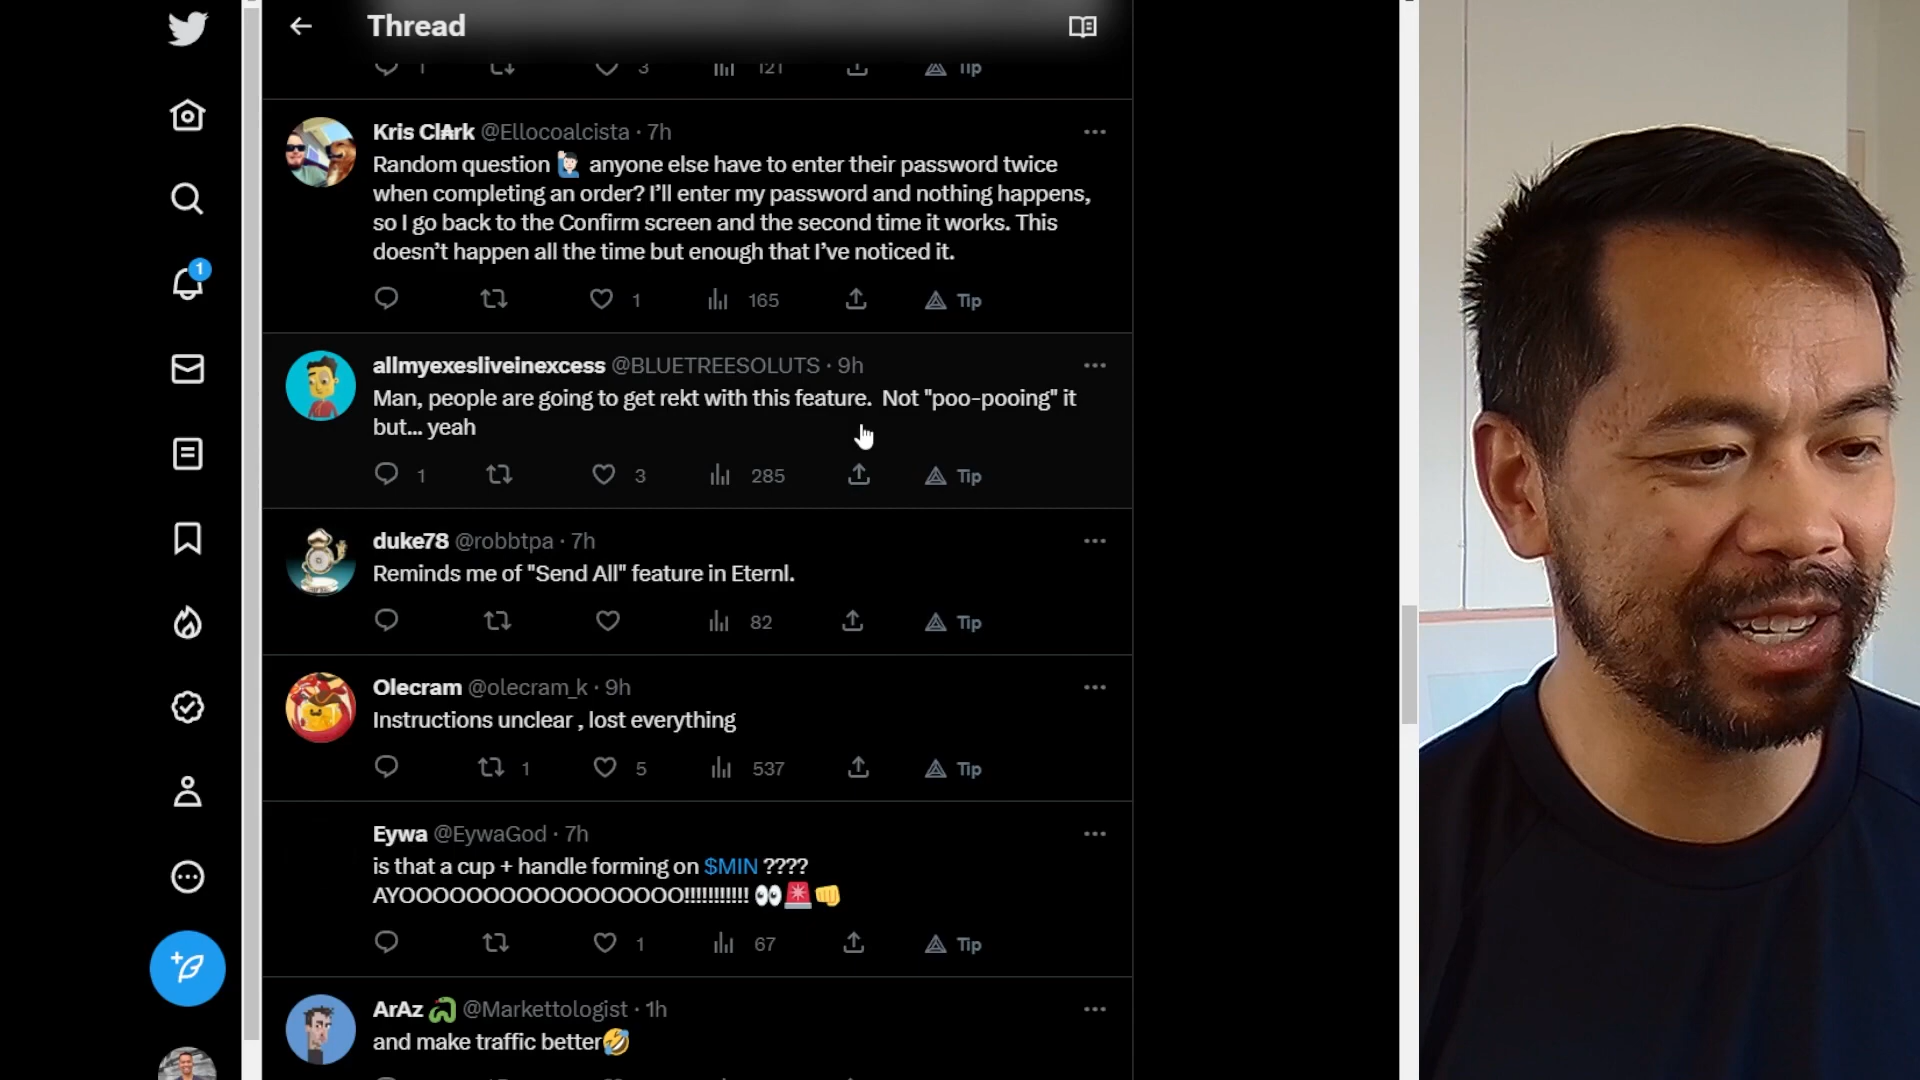 Thread
1 3 121 Tip
Kris ClArk @Ellocoalcista · 7h
Random question 🙋🏻‍♂️ anyone else have to enter their password twice
when completing an order? I’ll enter my password and nothing happens,
so I go back to the Confirm screen and the second time it works. This
doesn’t happen all the time but enough that I’ve noticed it.
1 165 Tip
allmyexesliveinexcess @BLUETREESOLUTS · 9h
Man, people are going to get rekt with this feature. Not "poo-pooing" it
but... yeah
1 3 285 Tip
duke78 @robbtpa · 7h
Reminds me of "Send All" feature in Eternl.
82 Tip
Olecram @olecram_k · 9h
Instructions unclear , lost everything
1 5 537 Tip
Eywa @EywaGod · 7h
is that a cup + handle forming on $MIN ????
AYOOOOOOOOOOOOOOOOO!!!!!!!!!!! 👀🚨👊
1 67 Tip
ArAz 🐍 @Markettologist · 1h
and make traffic better🤣
1